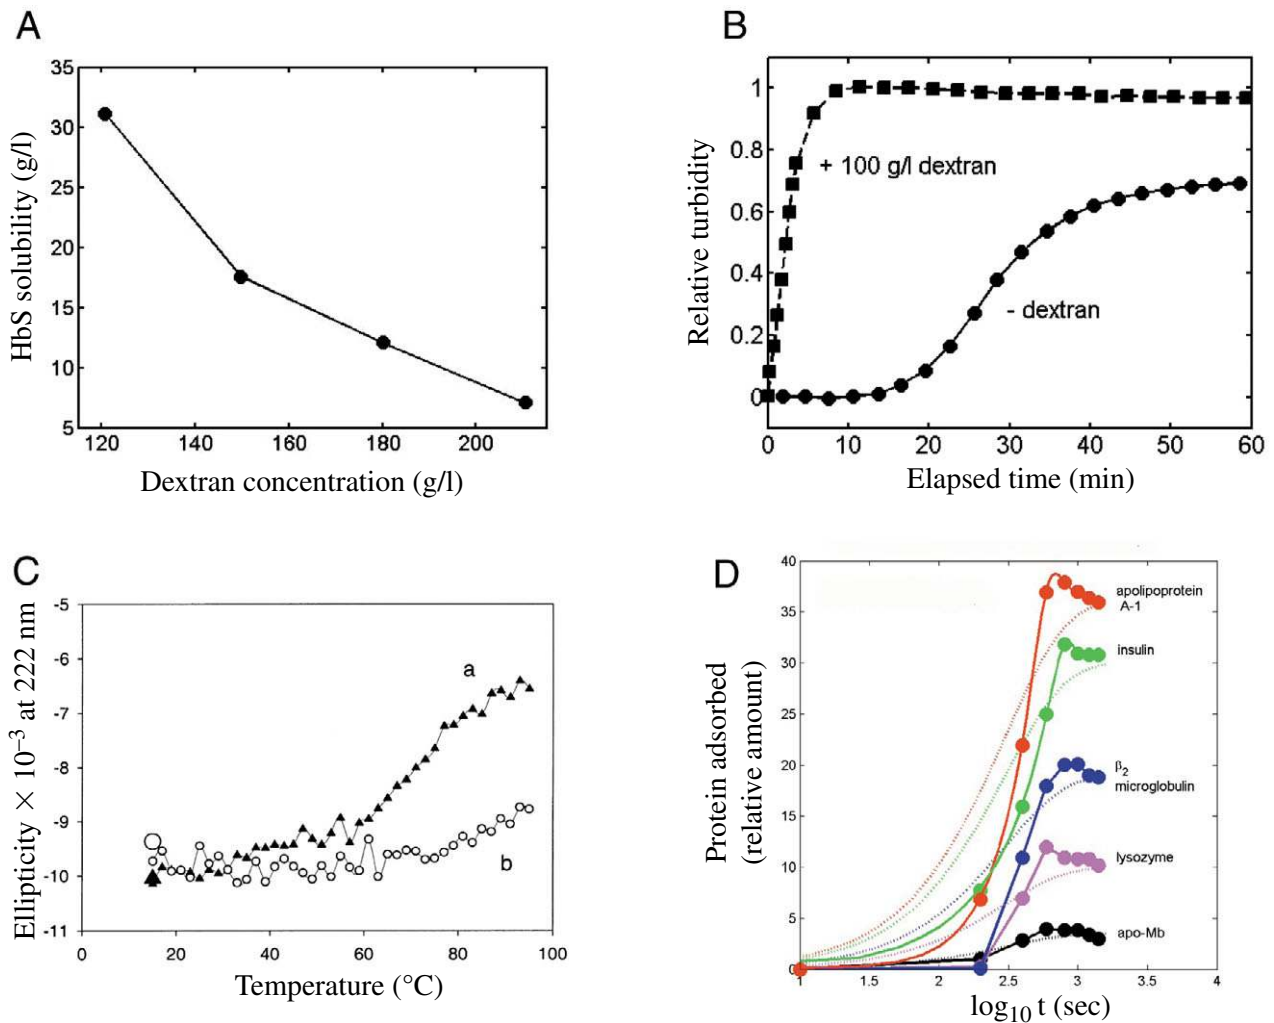 A
HbS solubility (g/l)
35
30
25
20
15
10
5
120
140
160
180
200
Dextran concentration (g/l)
B
Relative turbidity
1
0.8
0.6
0.4
0.2
0
+ 100 g/l dextran
- dextran
0
10
20
30
40
50
60
Elapsed time (min)
C
Ellipticity × 10⁻³ at 222 nm
-5
-6
-7
-8
-9
-10
-11
a
b
0
20
40
60
80
100
Temperature (°C)
D
Protein adsorbed
(relative amount)
40
35
30
25
20
15
10
5
0
apolipoprotein
A-1
insulin
β₂
microglobulin
lysozyme
apo-Mb
1
1.5
2
2.5
3
3.5
4
log₁₀ t (sec)